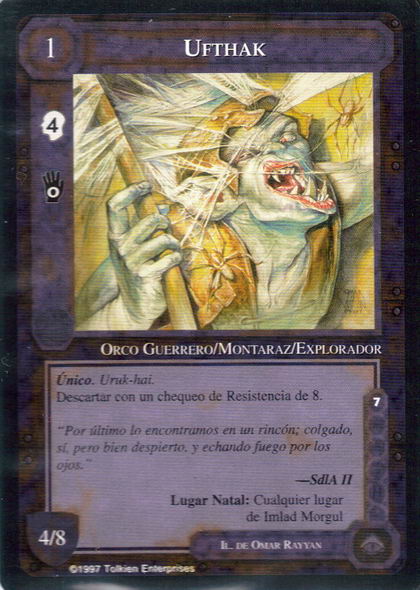 1
UFTHAK
4
0
ORCO GUERRERO/MONTARAZ/EXPLORADOR
Único. Uruk-hai.
Descartar con un chequeo de Resistencia de 8.
7
"Por último lo encontramos en un rincón; colgado,
sí, pero bien despierto, y echando fuego por los
ojos."
—SdlA II
Lugar Natal: Cualquier lugar
de Imlad Morgul
4/8
IL. DE OMAR RAYYAN
©1997 Tolkien Enterprises